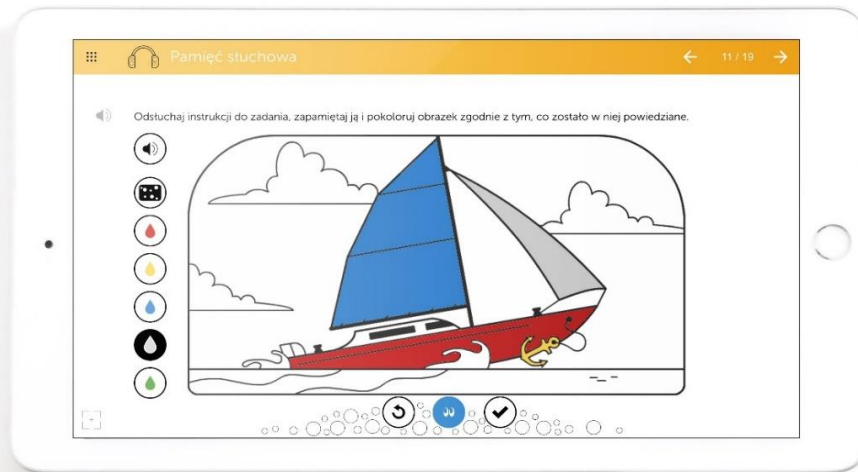 Pamięć słuchowa
11 / 19
Odsłuchaj instrukcji do zadania, zapamiętaj ją i pokoloruj obrazek zgodnie z tym, co zostało w niej powiedziane.